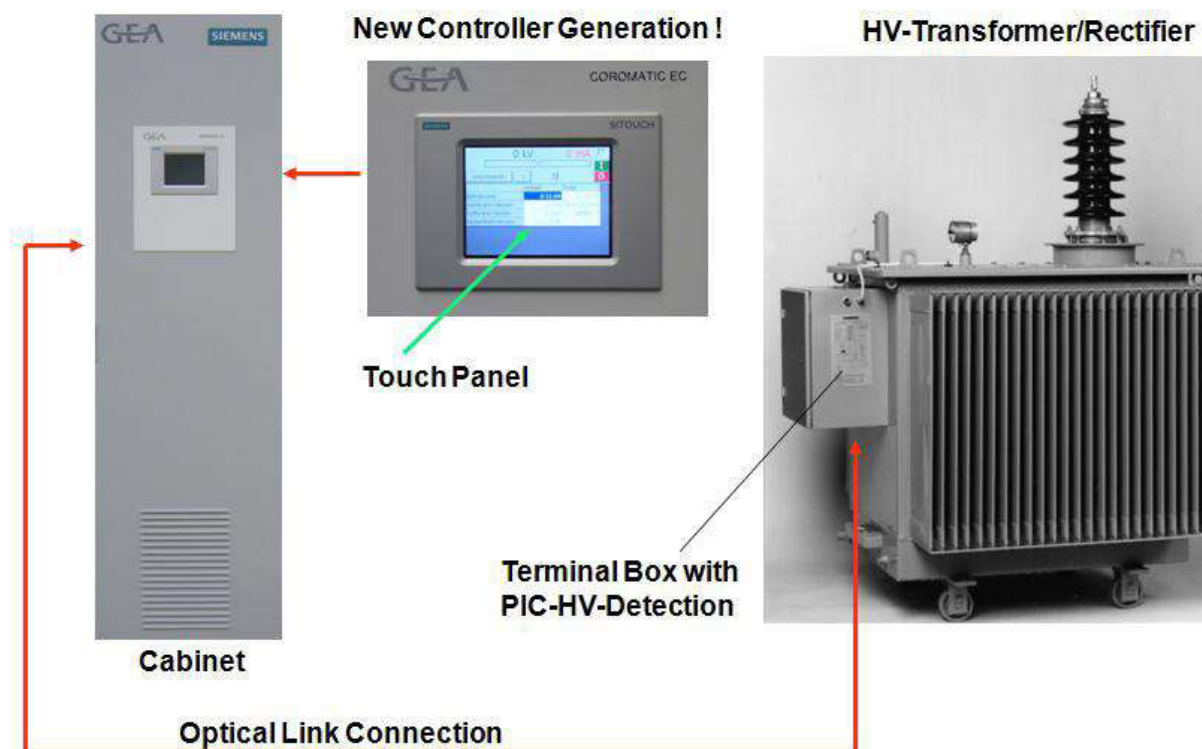 GEA
SIEMENS
New Controller Generation !
HV-Transformer/Rectifier
GEA
COROMATIC EC
SIEMENS
SITOUCH
0 kV
0 mA
GEA
Touch Panel
Terminal Box with
PIC-HV-Detection
Cabinet
Optical Link Connection